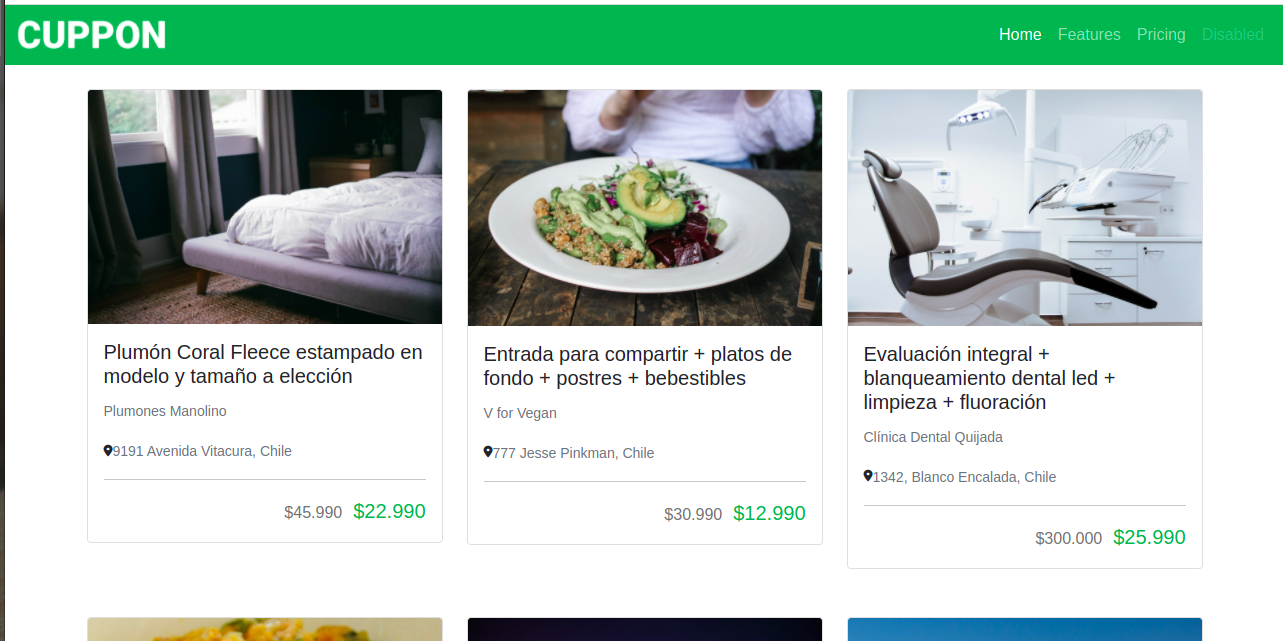 CUPPON
Home Features Pricing Disabled
Plumón Coral Fleece estampado en
modelo y tamaño a elección
Plumones Manolino
9191 Avenida Vitacura, Chile
$45.990 $22.990
Entrada para compartir + platos de
fondo + postres + bebestibles
V for Vegan
777 Jesse Pinkman, Chile
$30.990 $12.990
Evaluación integral +
blanqueamiento dental led +
limpieza + fluoración
Clínica Dental Quijada
1342, Blanco Encalada, Chile
$300.000 $25.990